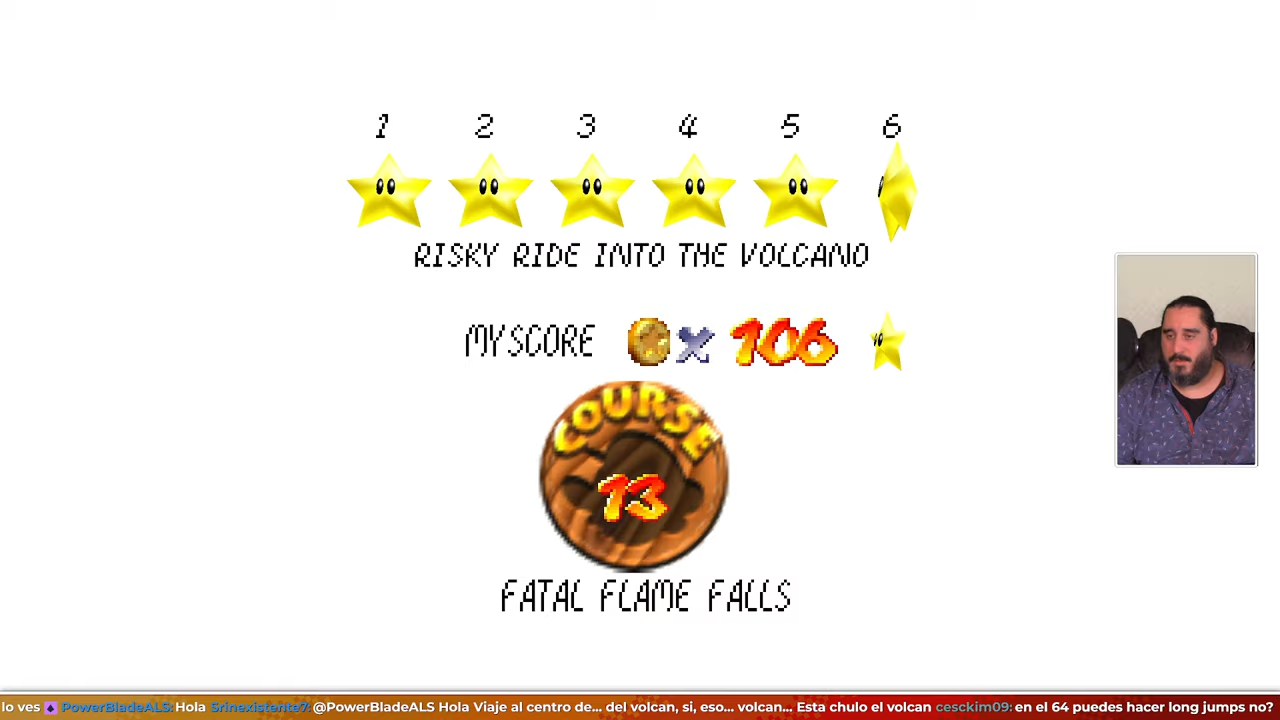 1 2 3 4 5 6
RISKY RIDE INTO THE VOLCANO
MY SCORE × 106
COURSE
13
FATAL FLAME FALLS
lo ves PowerBladeALS: Hola Srinexistente7: @PowerBladeALS Hola Viaje al centro de... del volcan, si, eso... volcan... Esta chulo el volcan cesckim09: en el 64 puedes hacer long jumps no?